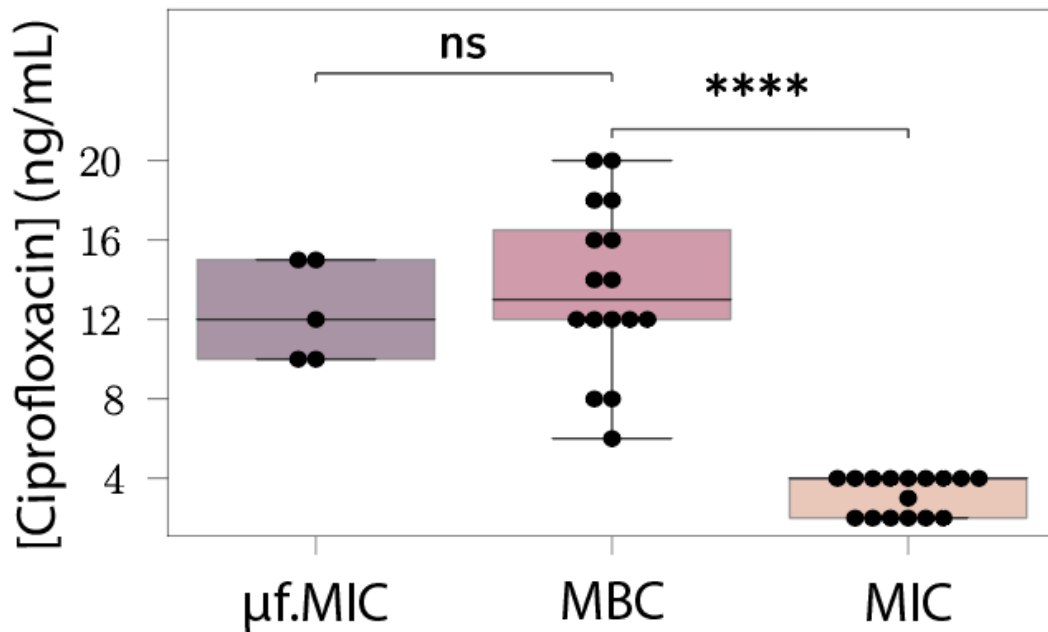 [Ciprofloxacin] (ng/mL)
ns
****
20
16
12
8
4
µf.MIC
MBC
MIC